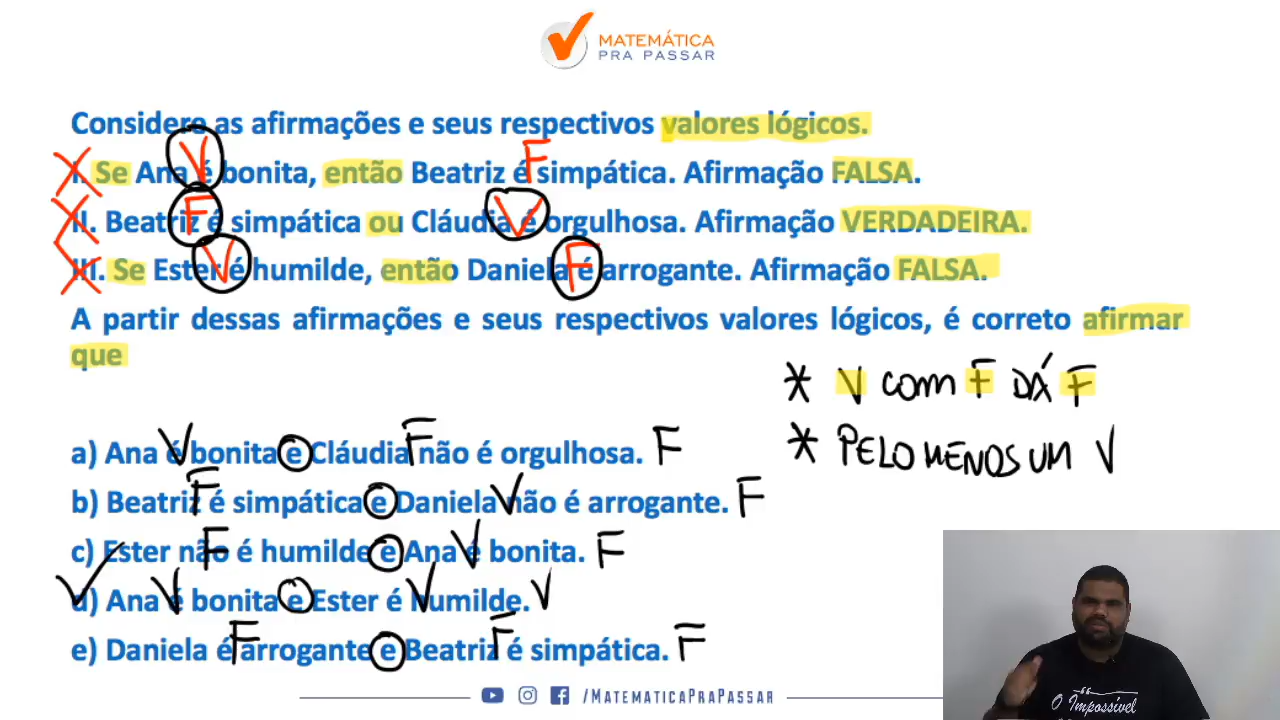 MATEMÁTICA
PRA PASSAR
Considere as afirmações e seus respectivos valores lógicos.
V F
I. Se Ana é bonita, então Beatriz é simpática. Afirmação FALSA.
F V
II. Beatriz é simpática ou Cláudia é orgulhosa. Afirmação VERDADEIRA.
V F
III. Se Ester é humilde, então Daniela é arrogante. Afirmação FALSA.
A partir dessas afirmações e seus respectivos valores lógicos, é correto afirmar
que
* V com F DÁ F
* PELO MENOS UM V
V F
a) Ana é bonita e Cláudia não é orgulhosa. F
F V
b) Beatriz é simpática e Daniela não é arrogante. F
F V
c) Ester não é humilde e Ana é bonita. F
V V
d) Ana é bonita e Ester é humilde. V
F F
e) Daniela é arrogante e Beatriz é simpática. F
/MATEMATICAPRAPASSAR
O Impossível